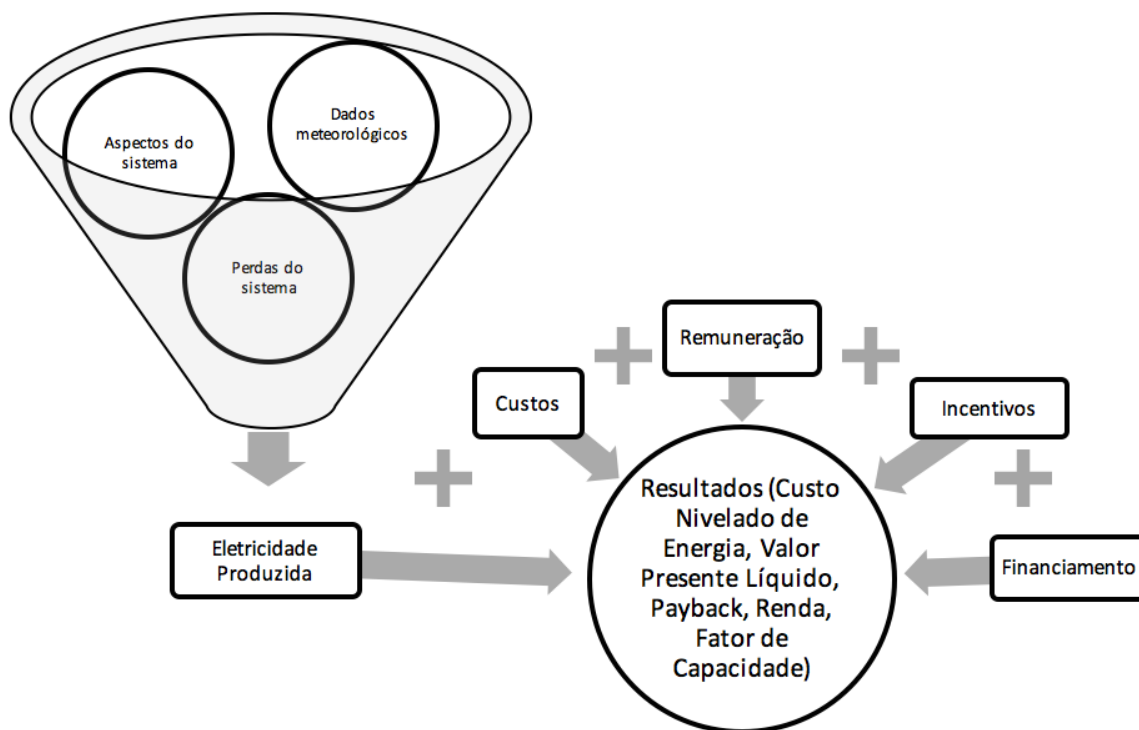 Dados
meteorológicos
Aspectos do
sistema
Perdas do
sistema
Remuneração
Custos
Incentivos
Eletricidade
Produzida
Resultados (Custo
Nivelado de
Energia, Valor
Presente Líquido,
Payback, Renda,
Fator de
Capacidade)
Financiamento